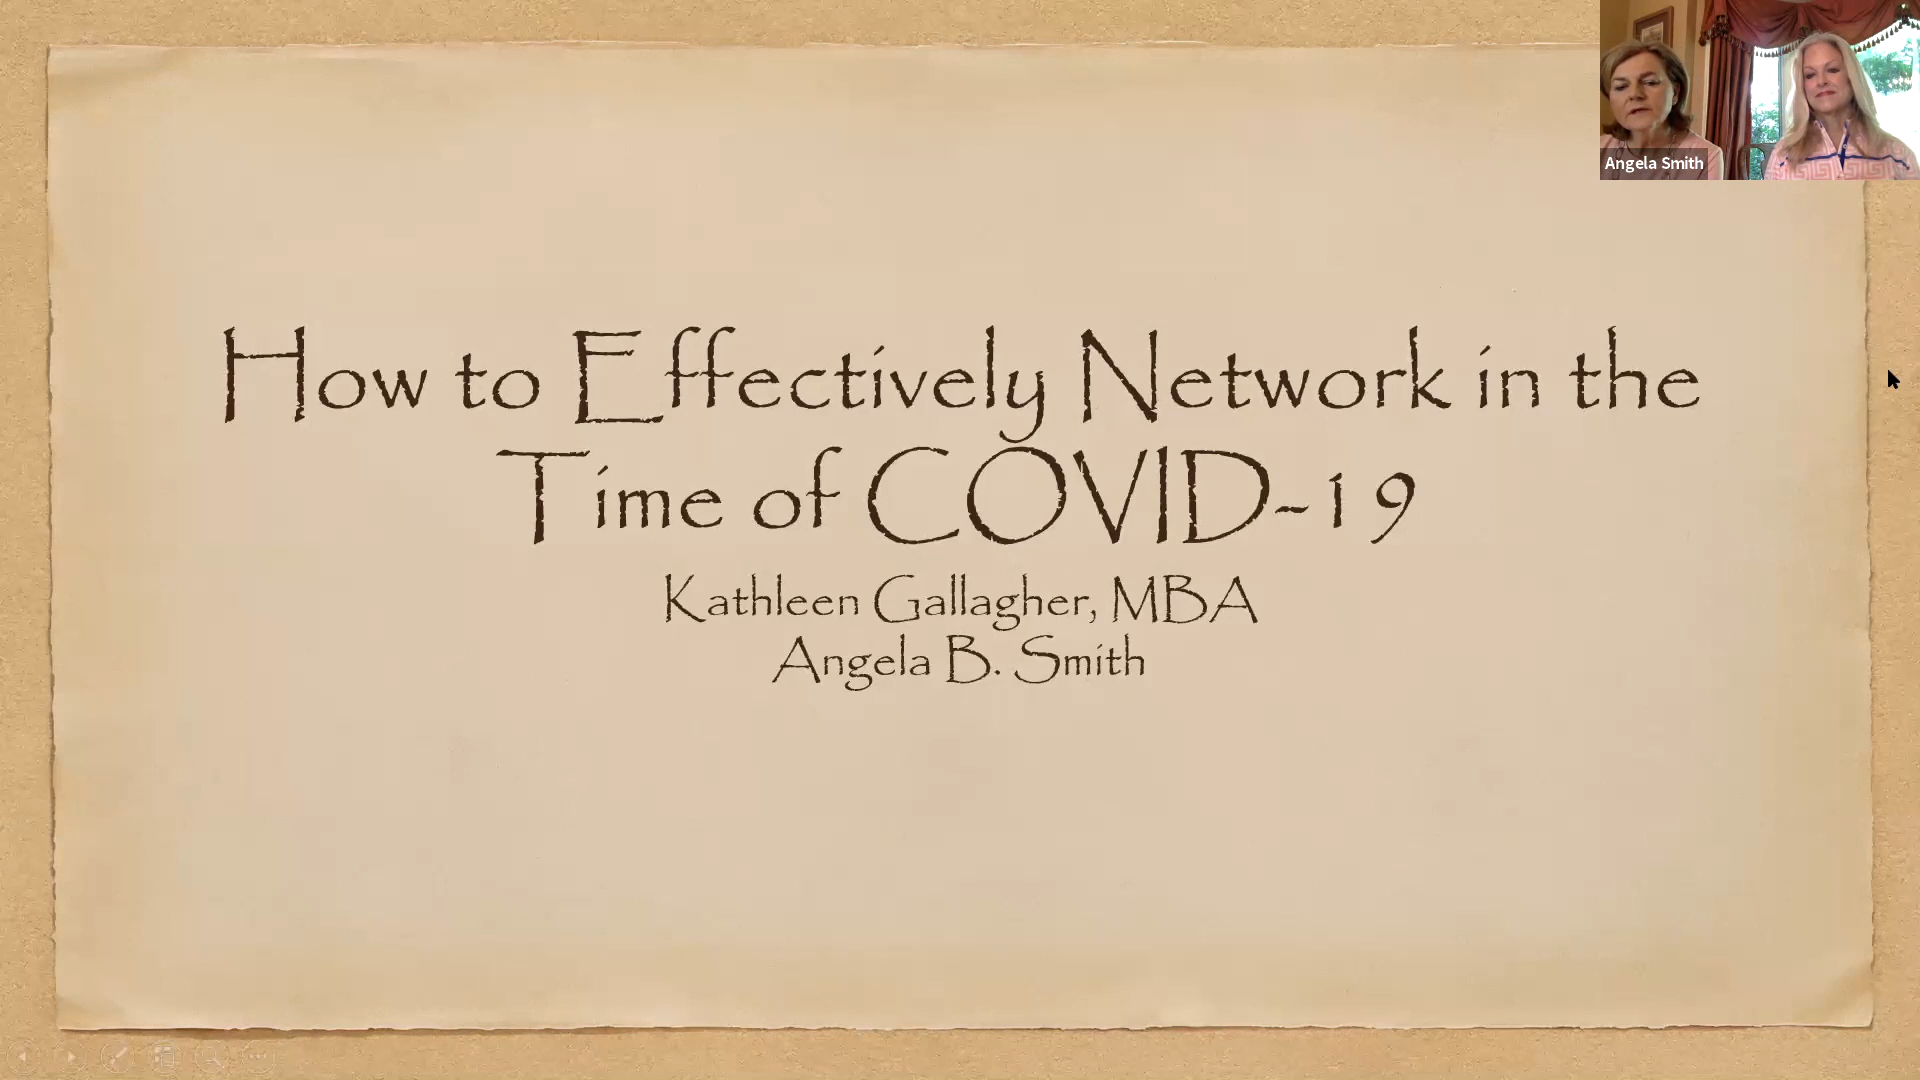 Angela Smith
How to Effectively Network in the
Time of COVID-19
Kathleen Gallagher, MBA
Angela B. Smith